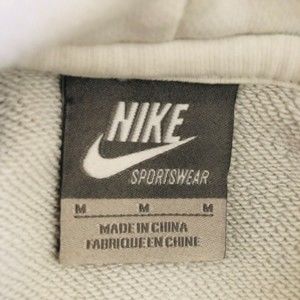 NIKE
SPORTSWEAR
M M M
MADE IN CHINA
FABRIQUE EN CHINE